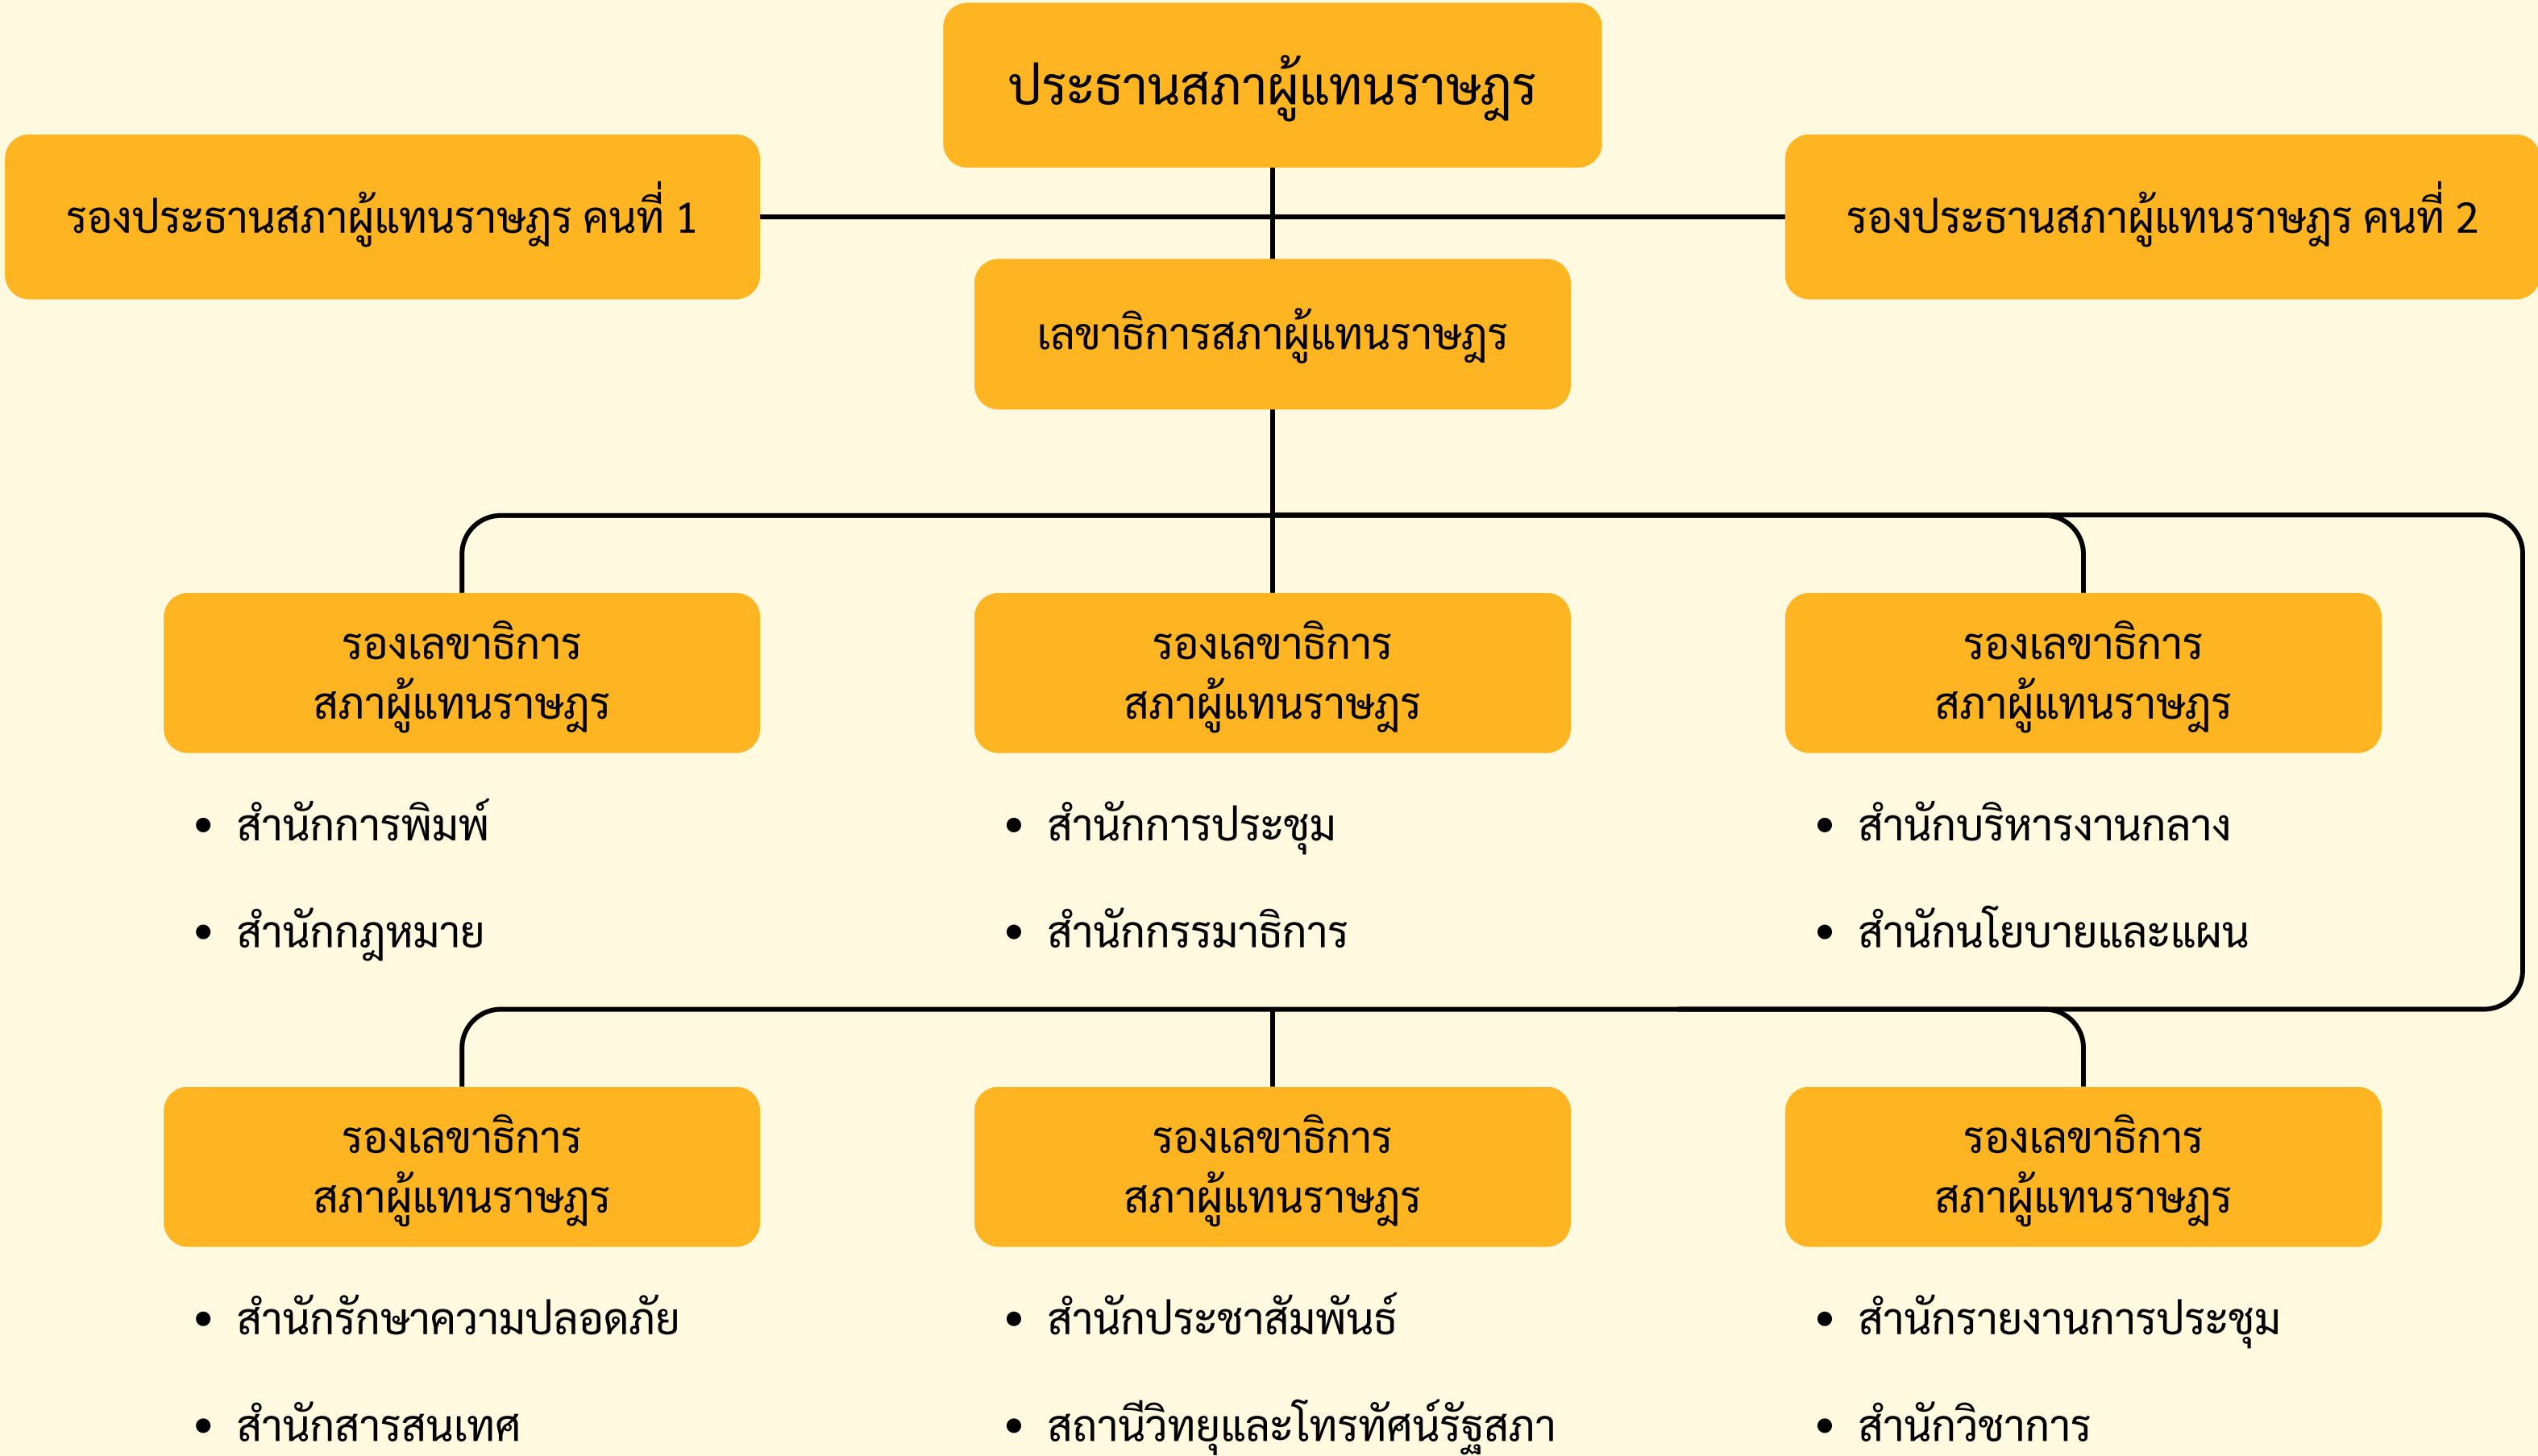 ประธานสภาผู้แทนราษฎร
รองประธานสภาผู้แทนราษฎร คนที่ 1
รองประธานสภาผู้แทนราษฎร คนที่ 2
เลขาธิการสภาผู้แทนราษฎร
รองเลขาธิการ
สภาผู้แทนราษฎร
• สำนักการพิมพ์
• สำนักกฎหมาย
รองเลขาธิการ
สภาผู้แทนราษฎร
• สำนักการประชุม
• สำนักกรรมาธิการ
รองเลขาธิการ
สภาผู้แทนราษฎร
• สำนักบริหารงานกลาง
• สำนักนโยบายและแผน
รองเลขาธิการ
สภาผู้แทนราษฎร
• สำนักรักษาความปลอดภัย
• สำนักสารสนเทศ
รองเลขาธิการ
สภาผู้แทนราษฎร
• สำนักประชาสัมพันธ์
• สถานีวิทยุและโทรทัศน์รัฐสภา
รองเลขาธิการ
สภาผู้แทนราษฎร
• สำนักรายงานการประชุม
• สำนักวิชาการ